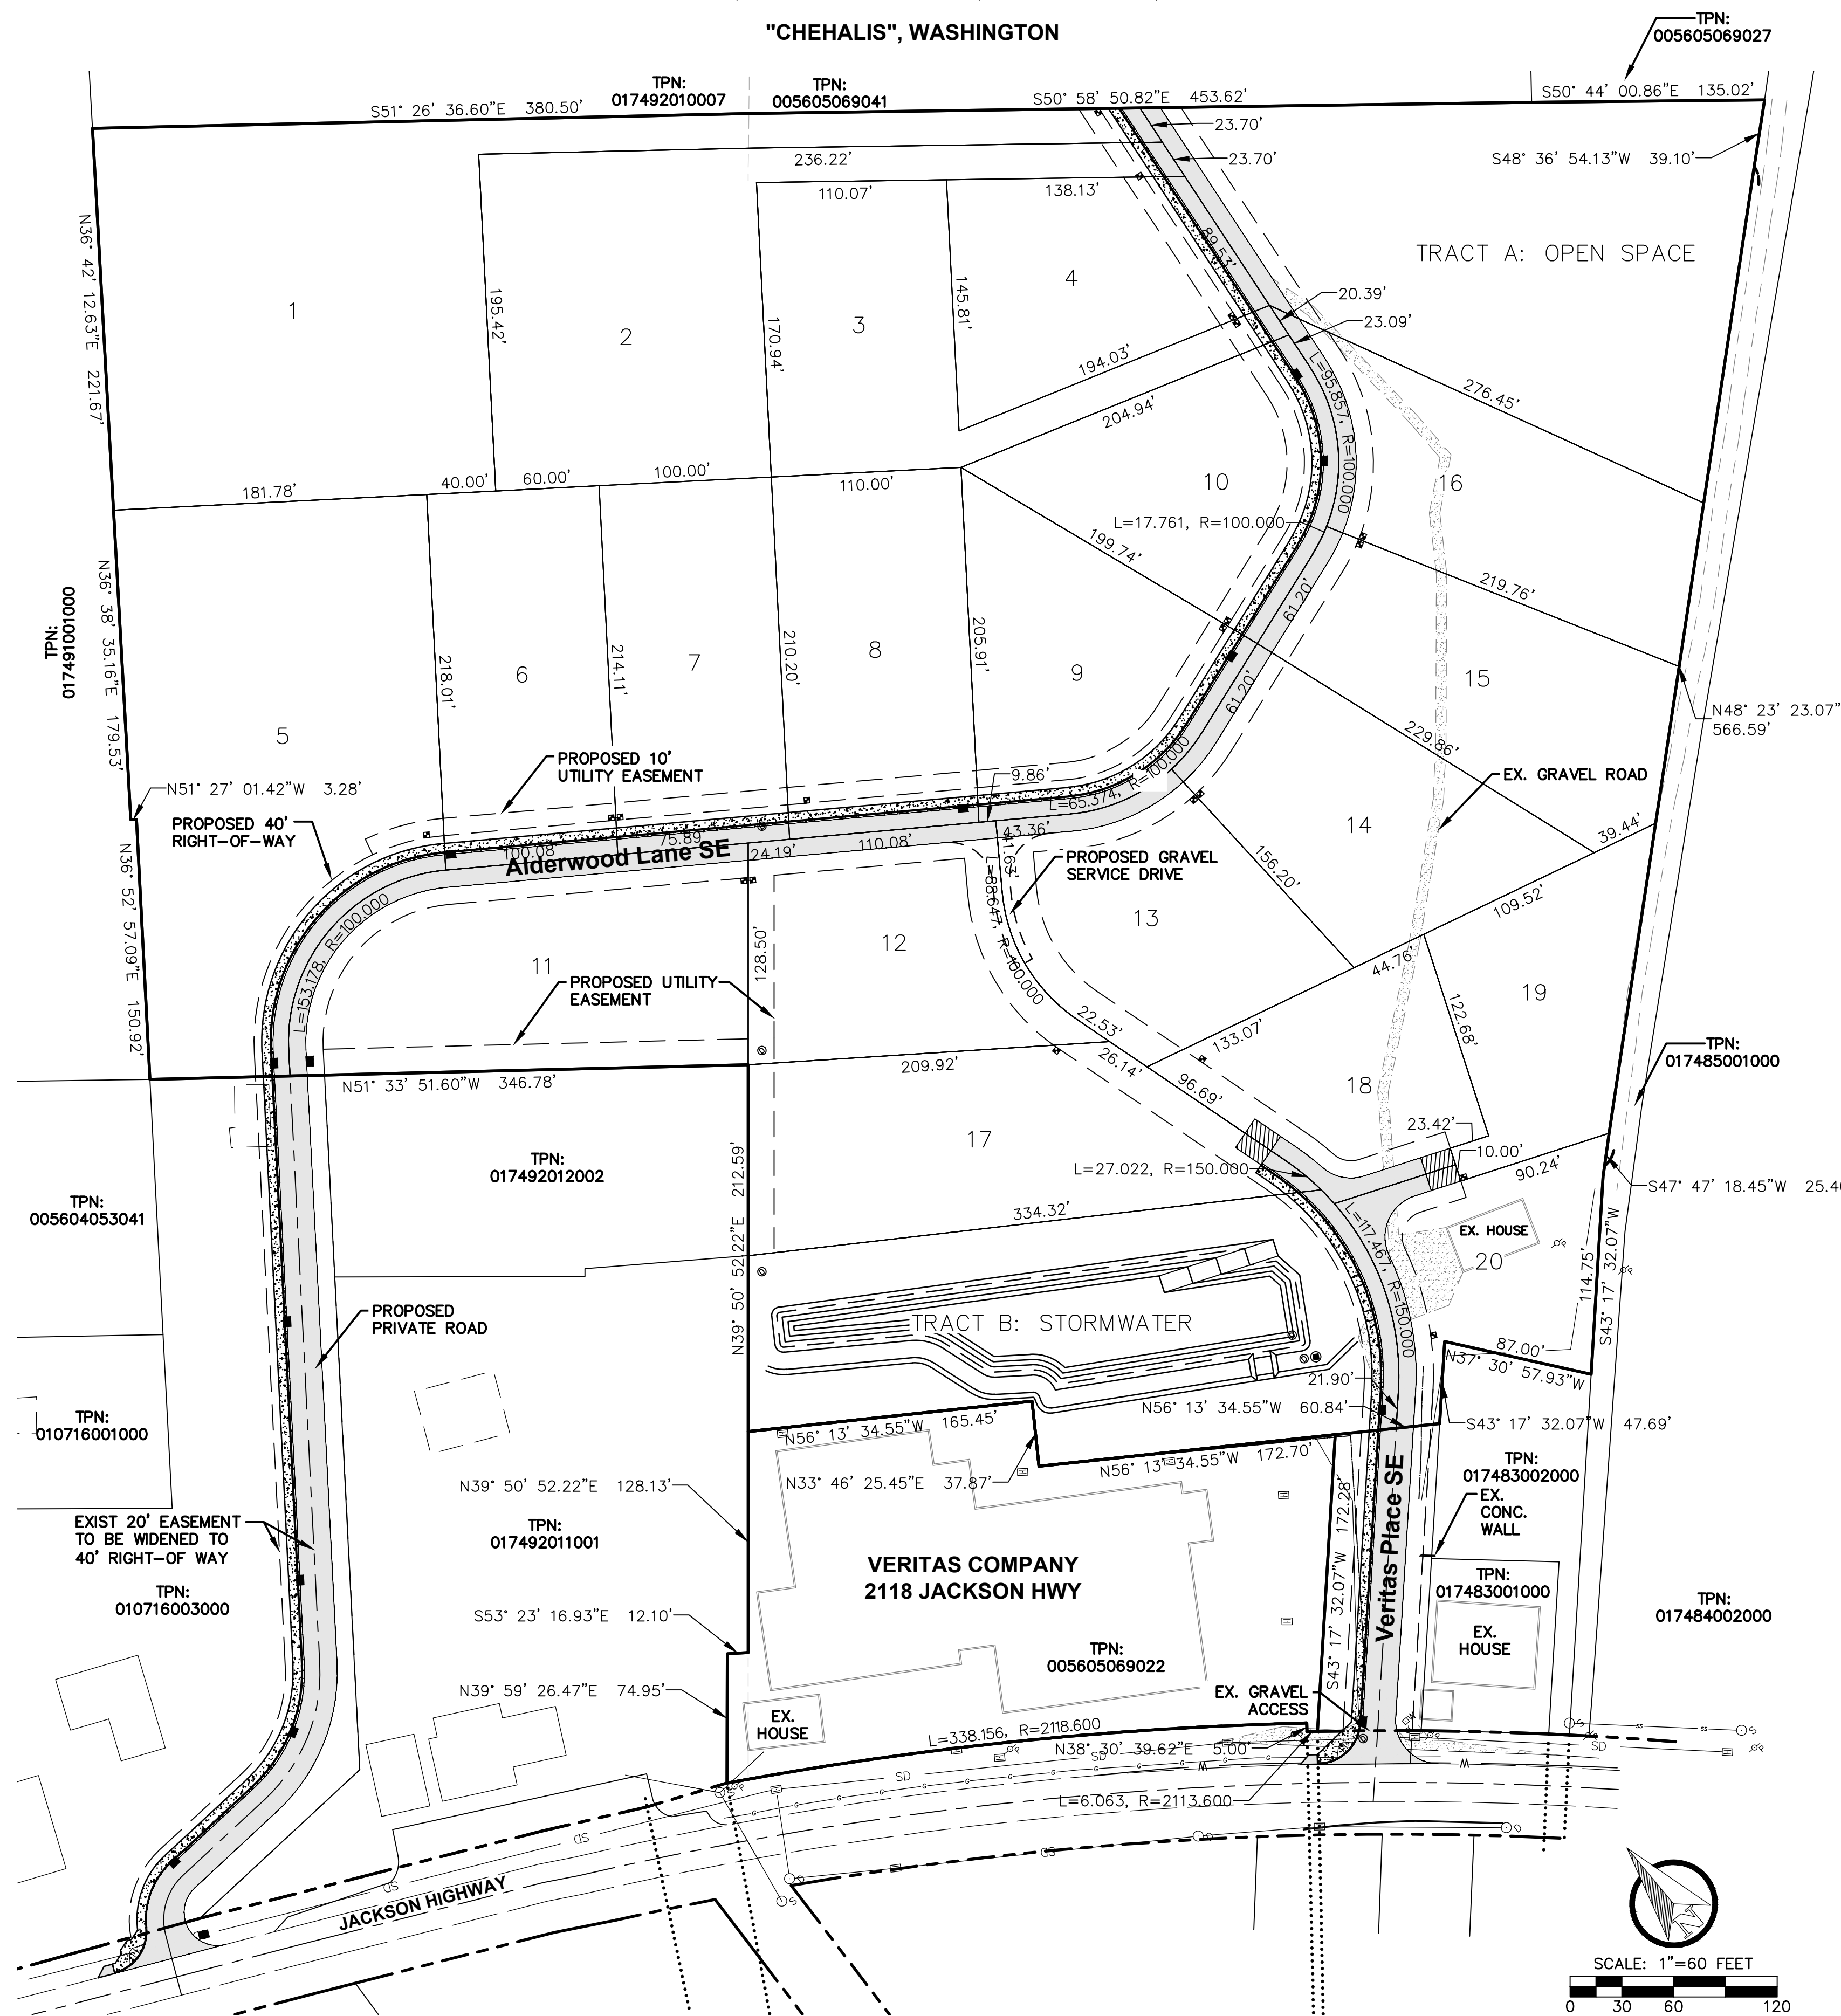 "CHEHALIS", WASHINGTON
TPN:
005605069027
TPN:
017492010007
TPN:
005605069041
S51° 26' 36.60"E 380.50'
S50° 58' 50.82"E 453.62'
S50° 44' 00.86"E 135.02'
23.70'
23.70'
S48° 36' 54.13"W 39.10'
236.22'
110.07'
138.13'
N36° 42' 12.63"E 221.67'
89.53'
TRACT A: OPEN SPACE
1
2
3
4
195.42'
170.94'
145.81'
20.39'
23.09'
194.03'
204.94'
L=95.857, R=100.000
276.45'
181.78'
40.00'
60.00'
100.00'
110.00'
10
16
L=17.761, R=100.000
199.74'
219.76'
N36° 38' 35.16"E 179.53'
TPN:
017491001000
61.20'
61.20'
218.01'
214.11'
210.20'
205.91'
5
6
7
8
9
15
N48° 23' 23.07"
566.59'
229.86'
PROPOSED 10'
UTILITY EASEMENT
N51° 27' 01.42"W 3.28'
PROPOSED 40'
RIGHT-OF-WAY
9.86'
L=65.374, R=100.000
EX. GRAVEL ROAD
14
39.44'
100.08'
75.89'
24.19'
110.08'
43.36'
41.63'
Alderwood Lane SE
PROPOSED GRAVEL
SERVICE DRIVE
156.20'
109.52'
N36° 52' 57.09"E 150.92'
L=153.178, R=100.000
L=88.647, R=100.000
128.50'
11
12
13
44.76'
PROPOSED UTILITY
EASEMENT
19
122.68'
22.53'
133.07'
26.14'
96.69'
TPN:
017485001000
N51° 33' 51.60"W 346.78'
209.92'
18
23.42'
10.00'
90.24'
17
TPN:
017492012002
L=27.022, R=150.000
S47° 47' 18.45"W
TPN:
005604053041
N39° 50' 52.22"E 212.59'
334.32'
L=117.467, R=150.000
EX. HOUSE
20
114.75'
S43° 17' 32.07"W
PROPOSED
PRIVATE ROAD
TRACT B: STORMWATER
87.00'
N37° 30' 57.93"W
21.90'
N56° 13' 34.55"W 60.84'
S43° 17' 32.07"W 47.69'
TPN:
010716001000
N56° 13' 34.55"W 165.45'
N33° 46' 25.45"E 37.87'
N56° 13' 34.55"W 172.70'
N39° 50' 52.22"E 128.13'
TPN:
017483002000
EX.
CONC.
WALL
EXIST 20' EASEMENT
TO BE WIDENED TO
40' RIGHT-OF WAY
TPN:
017492011001
VERITAS COMPANY
2118 JACKSON HWY
S43° 17' 32.07"W 172.28'
Veritas Place SE
TPN:
010716003000
TPN:
017483001000
TPN:
017484002000
S53° 23' 16.93"E 12.10'
EX.
HOUSE
TPN:
005605069022
N39° 59' 26.47"E 74.95'
EX. GRAVEL
ACCESS
EX.
HOUSE
L=338.156, R=2118.600
N38° 30' 39.62"E 5.00'
L=6.063, R=2113.600
SD
SD
SD
SD
SD
SD
JACKSON HIGHWAY
N
SCALE: 1"=60 FEET
0 30 60 120